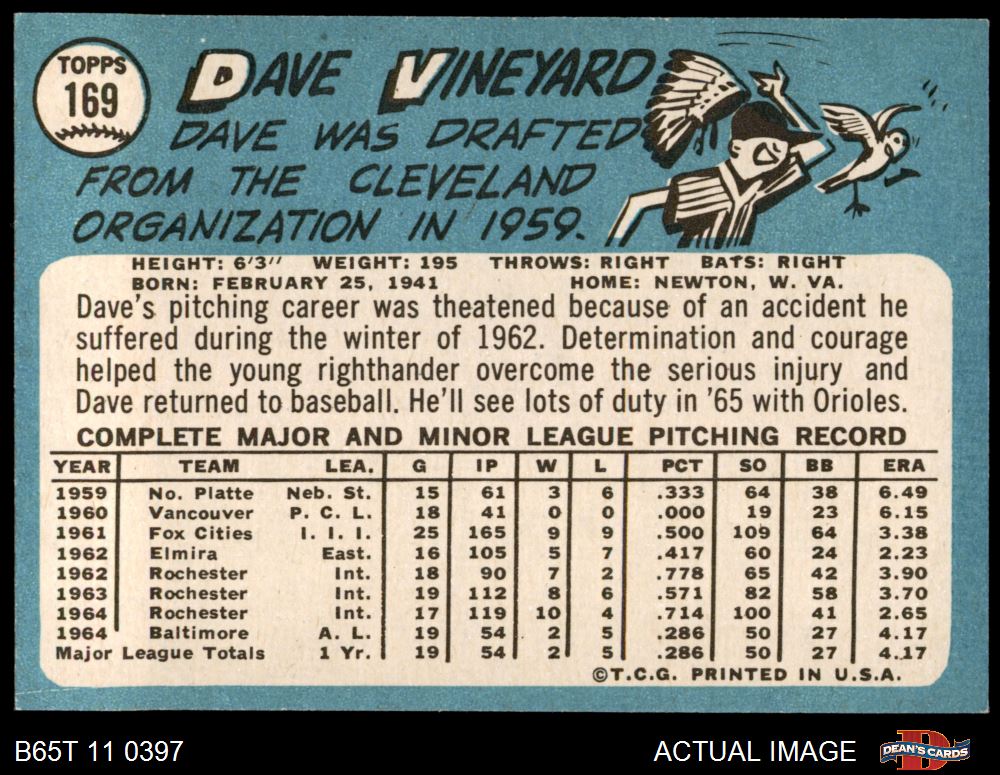 TOPPS
169
DAVE VINEYARD
DAVE WAS DRAFTED
FROM THE CLEVELAND
ORGANIZATION IN 1959.
HEIGHT: 6'3" WEIGHT: 195 THROWS: RIGHT BATS: RIGHT
BORN: FEBRUARY 25, 1941 HOME: NEWTON, W. VA.
Dave's pitching career was theatened because of an accident he
suffered during the winter of 1962. Determination and courage
helped the young righthander overcome the serious injury and
Dave returned to baseball. He'll see lots of duty in '65 with Orioles.
COMPLETE MAJOR AND MINOR LEAGUE PITCHING RECORD
YEAR TEAM LEA. G IP W L PCT SO BB ERA
1959 No. Platte Neb. St. 15 61 3 6 .333 64 38 6.49
1960 Vancouver P. C. L. 18 41 0 0 .000 19 23 6.15
1961 Fox Cities I. I. I. 25 165 9 9 .500 109 64 3.38
1962 Elmira East. 16 105 5 7 .417 60 24 2.23
1962 Rochester Int. 18 90 7 2 .778 65 42 3.90
1963 Rochester Int. 19 112 8 6 .571 82 58 3.70
1964 Rochester Int. 17 119 10 4 .714 100 41 2.65
1964 Baltimore A. L. 19 54 2 5 .286 50 27 4.17
Major League Totals 1 Yr. 19 54 2 5 .286 50 27 4.17
©T.C.G. PRINTED IN U.S.A.
B65T 11 0397 ACTUAL IMAGE DEAN'S CARDS